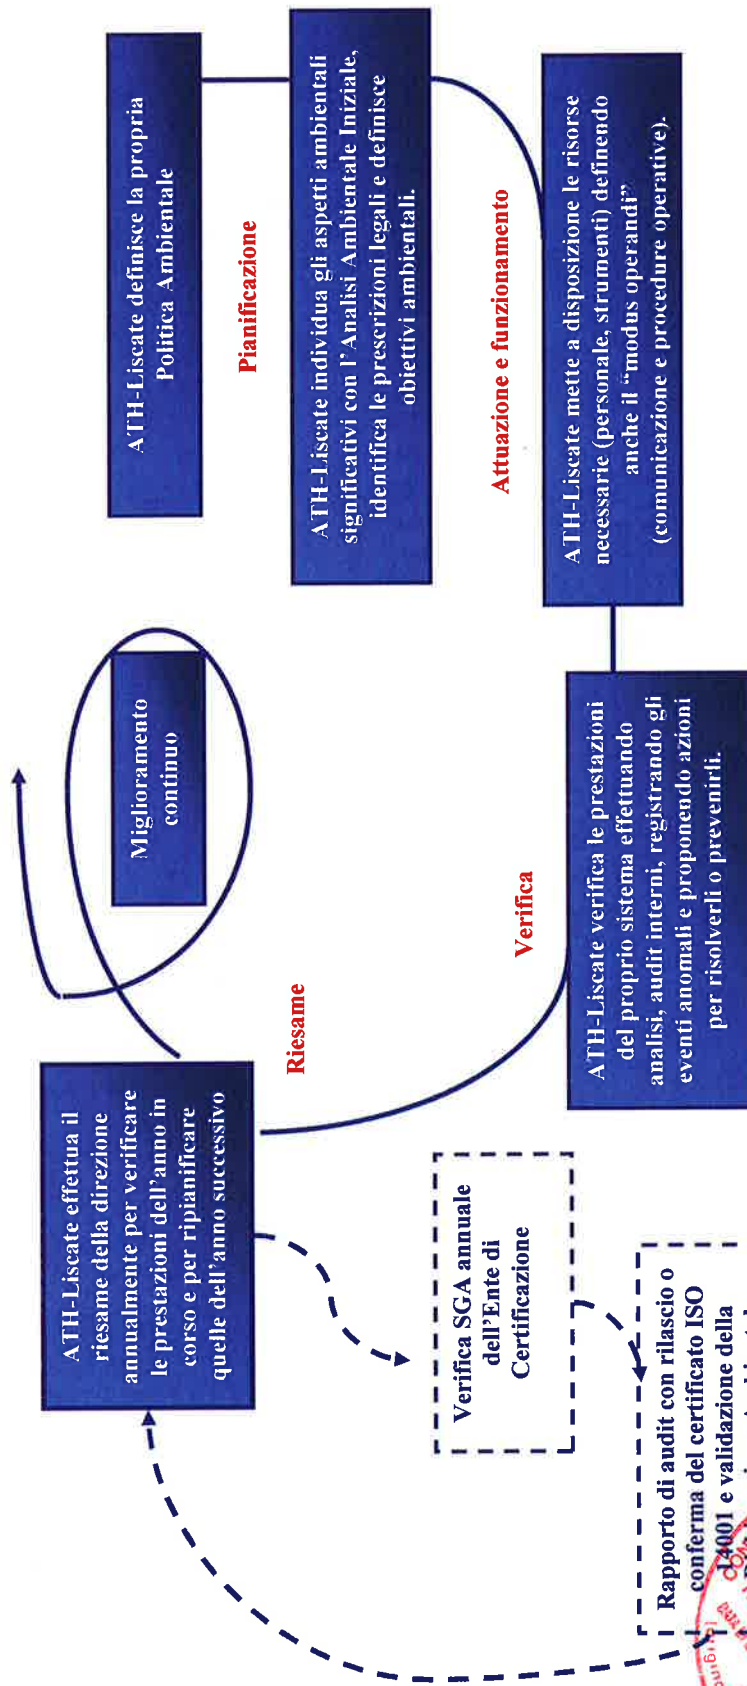 ATH-Liscate definisce la propria
Politica Ambientale
Pianificazione
ATH-Liscate individua gli aspetti ambientali
significativi con l'Analisi Ambientale Iniziale,
identifica le prescrizioni legali e definisce
obiettivi ambientali.
Attuazione e funzionamento
ATH-Liscate mette a disposizione le risorse
necessarie (personale, strumenti) definendo
anche il “modus operandi”
(comunicazione e procedure operative).
Verifica
ATH-Liscate verifica le prestazioni
del proprio sistema effettuando
analisi, audit interni, registrando gli
eventi anomali e proponendo azioni
per risolverli o prevenirli.
Riesame
ATH-Liscate effettua il
riesame della direzione
annualmente per verificare
le prestazioni dell'anno in
corso e per ripianificare
quelle dell'anno successivo
Miglioramento
continuo
Verifica SGA annuale
dell'Ente di
Certificazione
Rapporto di audit con rilascio o
conferma del certificato ISO
14001 e validazione della